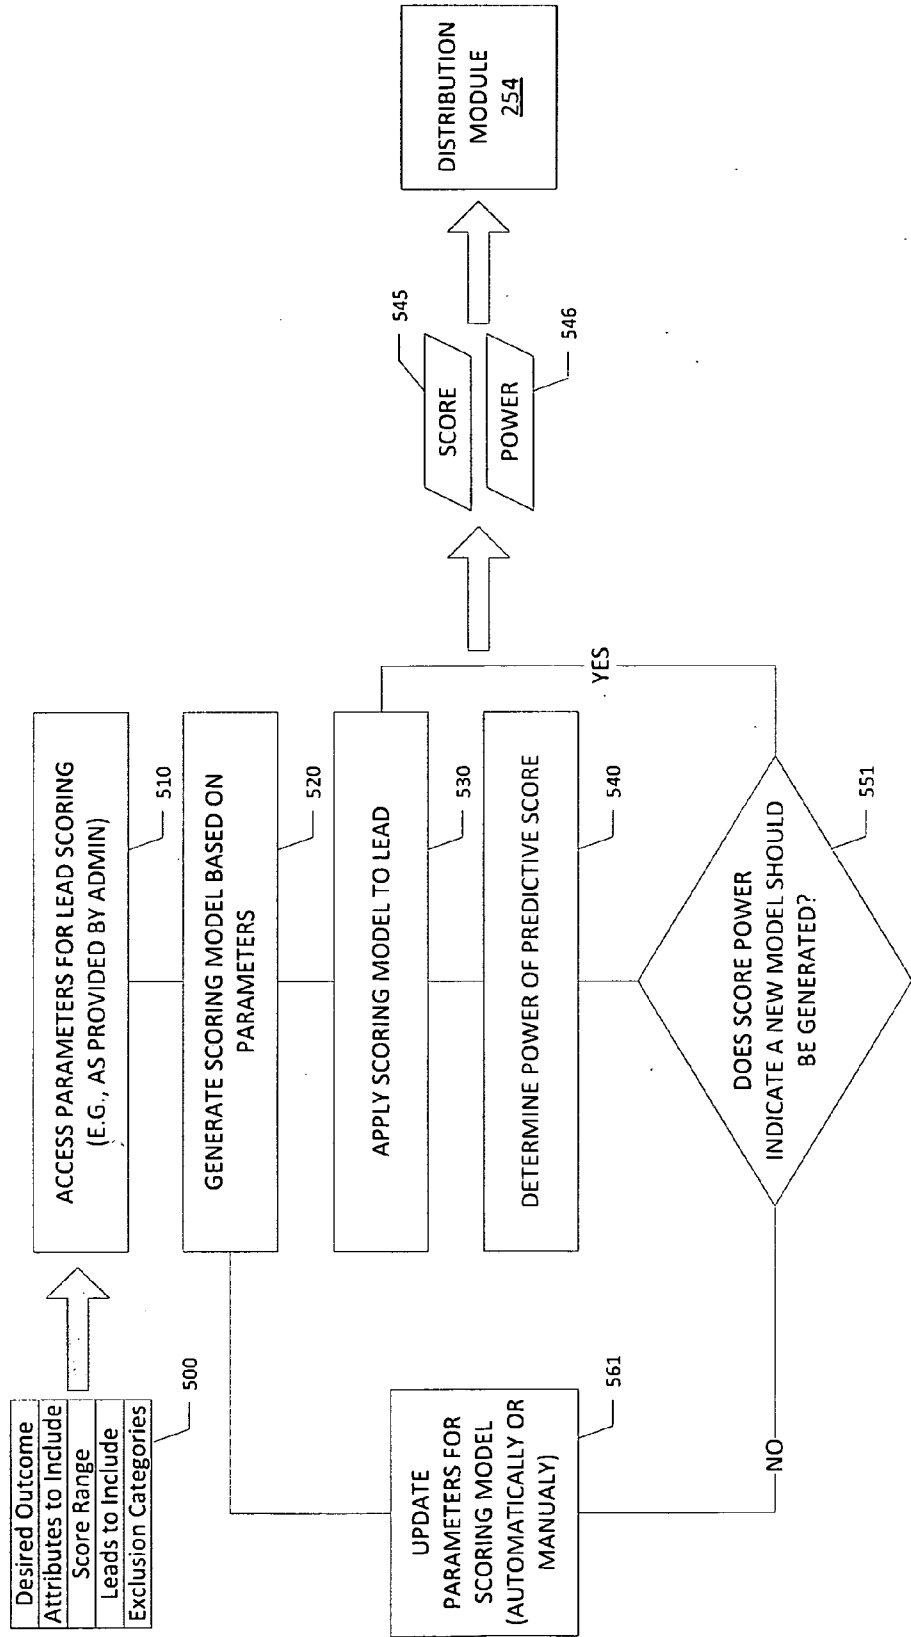 Desired Outcome
Attributes to Include
Score Range
Leads to Include
Exclusion Categories
500
ACCESS PARAMETERS FOR LEAD SCORING
(E.G., AS PROVIDED BY ADMIN)
510
GENERATE SCORING MODEL BASED ON
PARAMETERS
520
APPLY SCORING MODEL TO LEAD
530
DETERMINE POWER OF PREDICTIVE SCORE
540
DOES SCORE POWER
INDICATE A NEW MODEL SHOULD
BE GENERATED?
551
YES
NO
UPDATE
PARAMETERS FOR
SCORING MODEL
(AUTOMATICALLY OR
MANUALY)
561
SCORE
545
POWER
546
DISTRIBUTION
MODULE
254